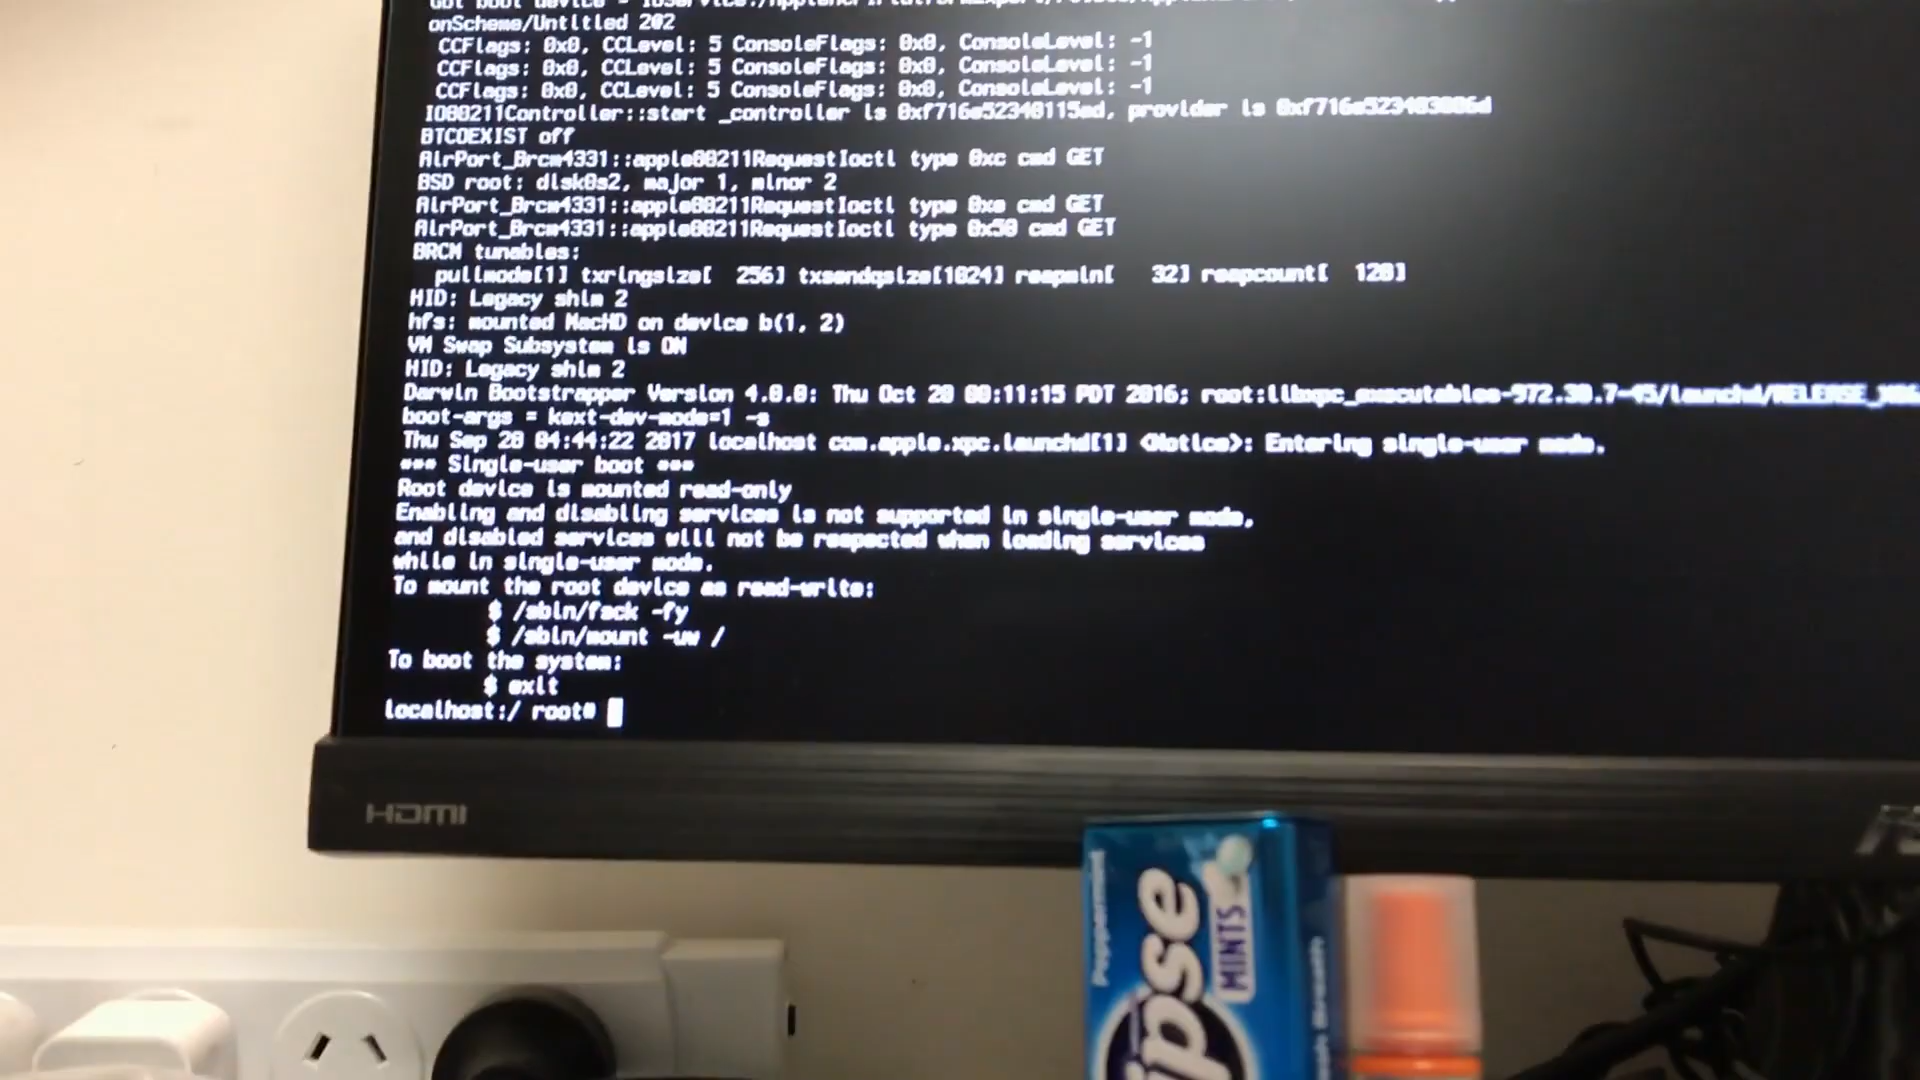 onScheme/Untitled 202
CCFlags: 0x0, CCLevel: 5 ConsoleFlags: 0x0, ConsoleLevel: -1
CCFlags: 0x0, CCLevel: 5 ConsoleFlags: 0x0, ConsoleLevel: -1
CCFlags: 0x0, CCLevel: 5 ConsoleFlags: 0x0, ConsoleLevel: -1
IO80211Controller::start _controller is provider is
BTCOEXIST off
AirPort_Brcm4331::apple80211RequestIoctl type 0xc cmd GET
BSD root: disk0s2, major 1, minor 2
AirPort_Brcm4331::apple80211RequestIoctl type 0xe cmd GET
AirPort_Brcm4331::apple80211RequestIoctl type 0x50 cmd GET
BRCM tunables:
pullmode[1] txringsize[ 256] txsendqsize[1024] reapmin[ 32] reapcount[ 128]
HID: Legacy shim 2
hfs: mounted MacHD on device b(1, 2)
VM Swap Subsystem is ON
HID: Legacy shim 2
Darwin Bootstrapper Version 4.0.0: Thu Oct 20 00:11:15 PDT 2016; root:libxpc_executables-972.30.7~45/launchd/RELEASE_X86
boot-args = kext-dev-mode=1 -s
Thu Sep 28 04:44:22 2017 localhost com.apple.xpc.launchd[1] <Notice>: Entering single-user mode.
*** Single-user boot ***
Root device is mounted read-only
Enabling and disabling services is not supported in single-user mode,
and disabled services will not be respected when loading services
while in single-user mode.
To mount the root device as read-write:
$ /sbin/fsck -fy
$ /sbin/mount -uw /
To boot the system:
$ exit
localhost:/ root#
HDMI
Peppermint
ipse
MINTS
Breath